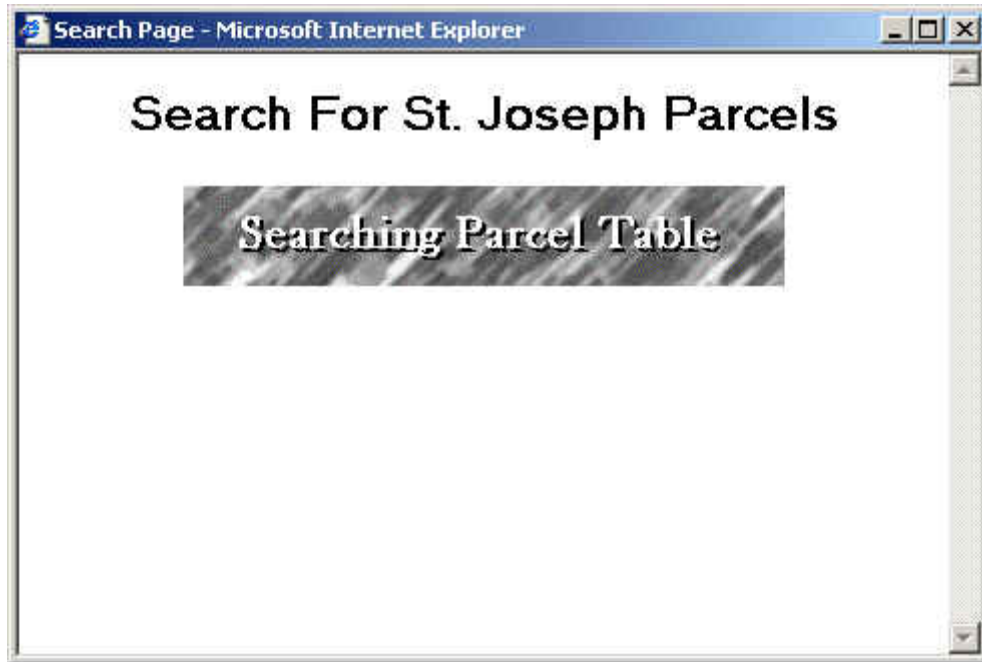 Search Page - Microsoft Internet Explorer
Search For St. Joseph Parcels
Searching Parcel Table